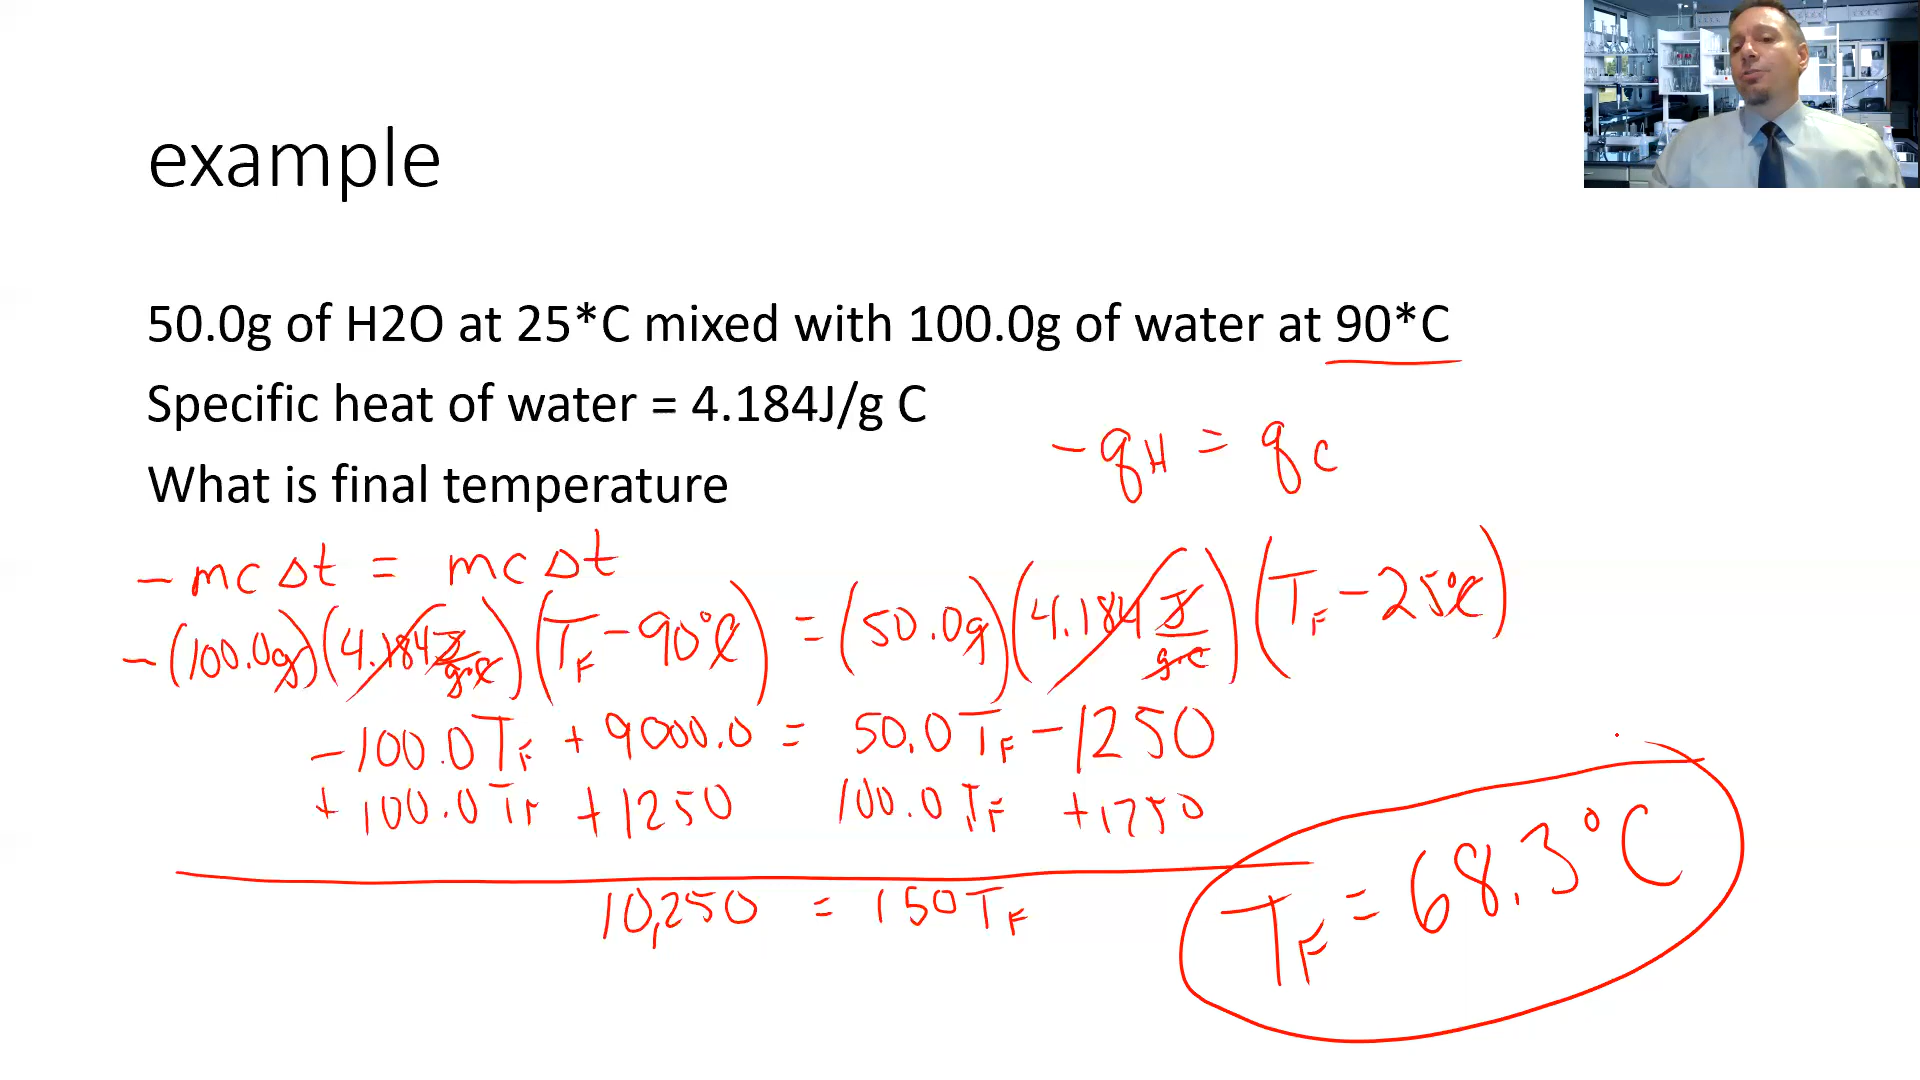 example
50.0g of H2O at 25*C mixed with 100.0g of water at 90*C
Specific heat of water = 4.184J/g C
What is final temperature
-qH = qC
-mcΔt = mcΔt
-(100.0g)(4.184 J/g·C)(TF - 90°C) = (50.0g)(4.184 J/g·C)(TF - 25°C)
-100.0TF + 9000.0 = 50.0TF - 1250
+100.0TF +1250 100.0TF +1250
10,250 = 150TF
TF = 68.3°C